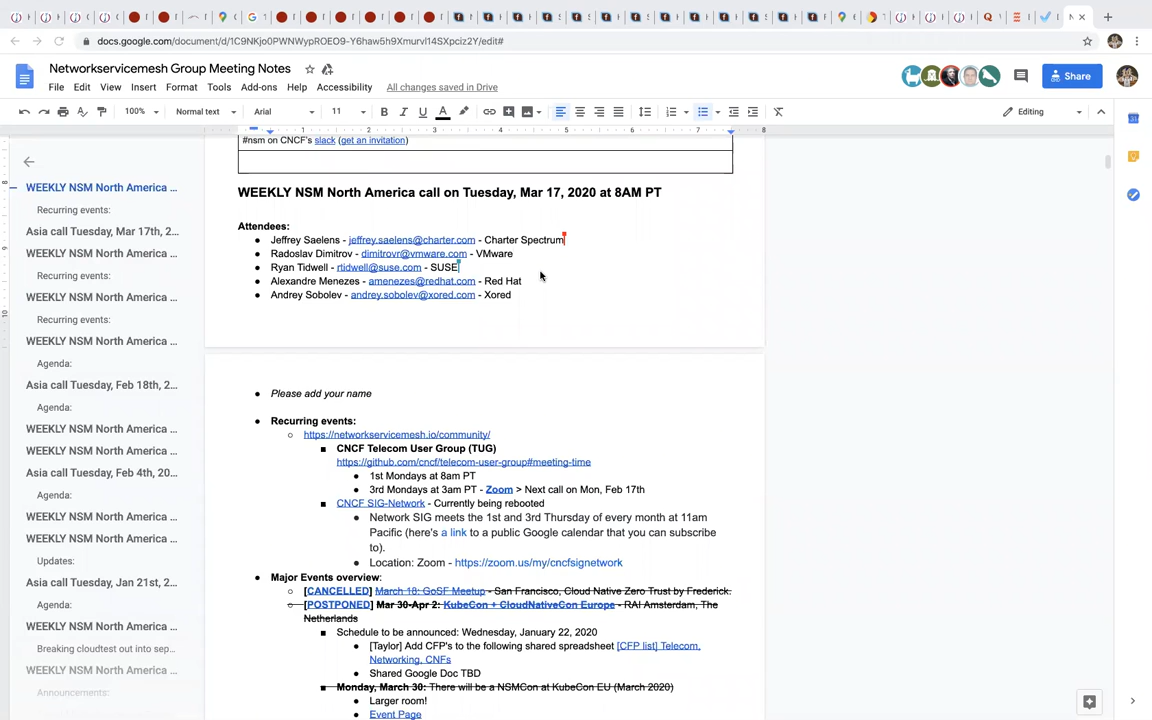 docs.google.com/document/d/1C9NKjo0PWNWypROEO9-Y6haw5h9Xmurvl14SXpciz2Y/edit#
Networkservicemesh Group Meeting Notes
File Edit View Insert Format Tools Add-ons Help Accessibility All changes saved in Drive
Share
100% Normal text Arial 11 Editing
1 2 3 4 5 6 7 8
#nsm on CNCF's slack (get an invitation)
WEEKLY NSM North America call on Tuesday, Mar 17, 2020 at 8AM PT
Attendees:
● Jeffrey Saelens - jeffrey.saelens@charter.com - Charter Spectrum
● Radoslav Dimitrov - dimitrovr@vmware.com - VMware
● Ryan Tidwell - rtidwell@suse.com - SUSE
● Alexandre Menezes - amenezes@redhat.com - Red Hat
● Andrey Sobolev - andrey.sobolev@xored.com - Xored
● Please add your name
● Recurring events:
○ https://networkservicemesh.io/community/
■ CNCF Telecom User Group (TUG)
https://github.com/cncf/telecom-user-group#meeting-time
● 1st Mondays at 8am PT
● 3rd Mondays at 3am PT - Zoom > Next call on Mon, Feb 17th
■ CNCF SIG-Network - Currently being rebooted
● Network SIG meets the 1st and 3rd Thursday of every month at 11am
Pacific (here's a link to a public Google calendar that you can subscribe
to).
● Location: Zoom - https://zoom.us/my/cncfsignetwork
● Major Events overview:
○ [CANCELLED] March 18: GoSF Meetup - San Francisco, Cloud Native Zero Trust by Frederick.
○ [POSTPONED] Mar 30-Apr 2: KubeCon + CloudNativeCon Europe - RAI Amsterdam, The
Netherlands
■ Schedule to be announced: Wednesday, January 22, 2020
● [Taylor] Add CFP's to the following shared spreadsheet [CFP list] Telecom,
Networking, CNFs
● Shared Google Doc TBD
■ Monday, March 30: There will be a NSMCon at KubeCon EU (March 2020)
● Larger room!
● Event Page
WEEKLY NSM North America ...
Recurring events:
Asia call Tuesday, Mar 17th, 2...
WEEKLY NSM North America ...
Recurring events:
WEEKLY NSM North America ...
Recurring events:
WEEKLY NSM North America ...
Agenda:
Asia call Tuesday, Feb 18th, 2...
Agenda:
WEEKLY NSM North America ...
WEEKLY NSM North America ...
Asia call Tuesday, Feb 4th, 20...
Agenda:
WEEKLY NSM North America ...
Updates:
Asia call Tuesday, Jan 21st, 2...
Agenda:
WEEKLY NSM North America ...
Breaking cloudtest out into sep...
WEEKLY NSM North America ...
Announcements: